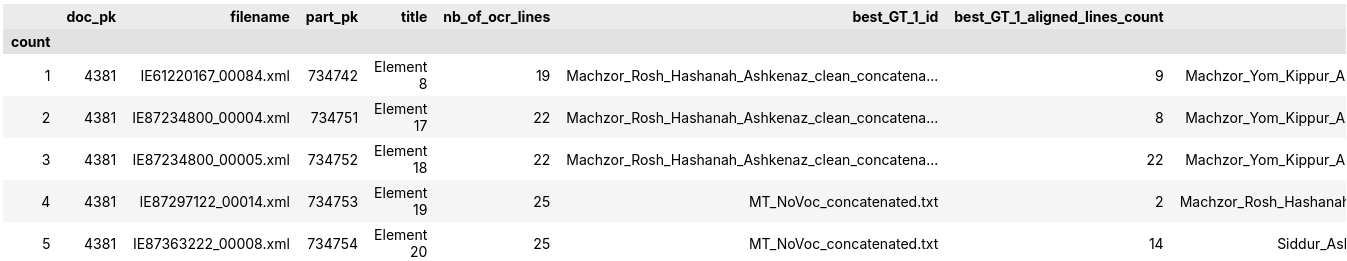 doc_pk filename part_pk title nb_of_ocr_lines best_GT_1_id best_GT_1_aligned_lines_count
count
1 4381 IE61220167_00084.xml 734742 Element 8 19 Machzor_Rosh_Hashanah_Ashkenaz_clean_concatena... 9 Machzor_Yom_Kippur_A
2 4381 IE87234800_00004.xml 734751 Element 17 22 Machzor_Rosh_Hashanah_Ashkenaz_clean_concatena... 8 Machzor_Yom_Kippur_A
3 4381 IE87234800_00005.xml 734752 Element 18 22 Machzor_Rosh_Hashanah_Ashkenaz_clean_concatena... 22 Machzor_Yom_Kippur_A
4 4381 IE87297122_00014.xml 734753 Element 19 25 MT_NoVoc_concatenated.txt 2 Machzor_Rosh_Hashanah
5 4381 IE87363222_00008.xml 734754 Element 20 25 MT_NoVoc_concatenated.txt 14 Siddur_Asl